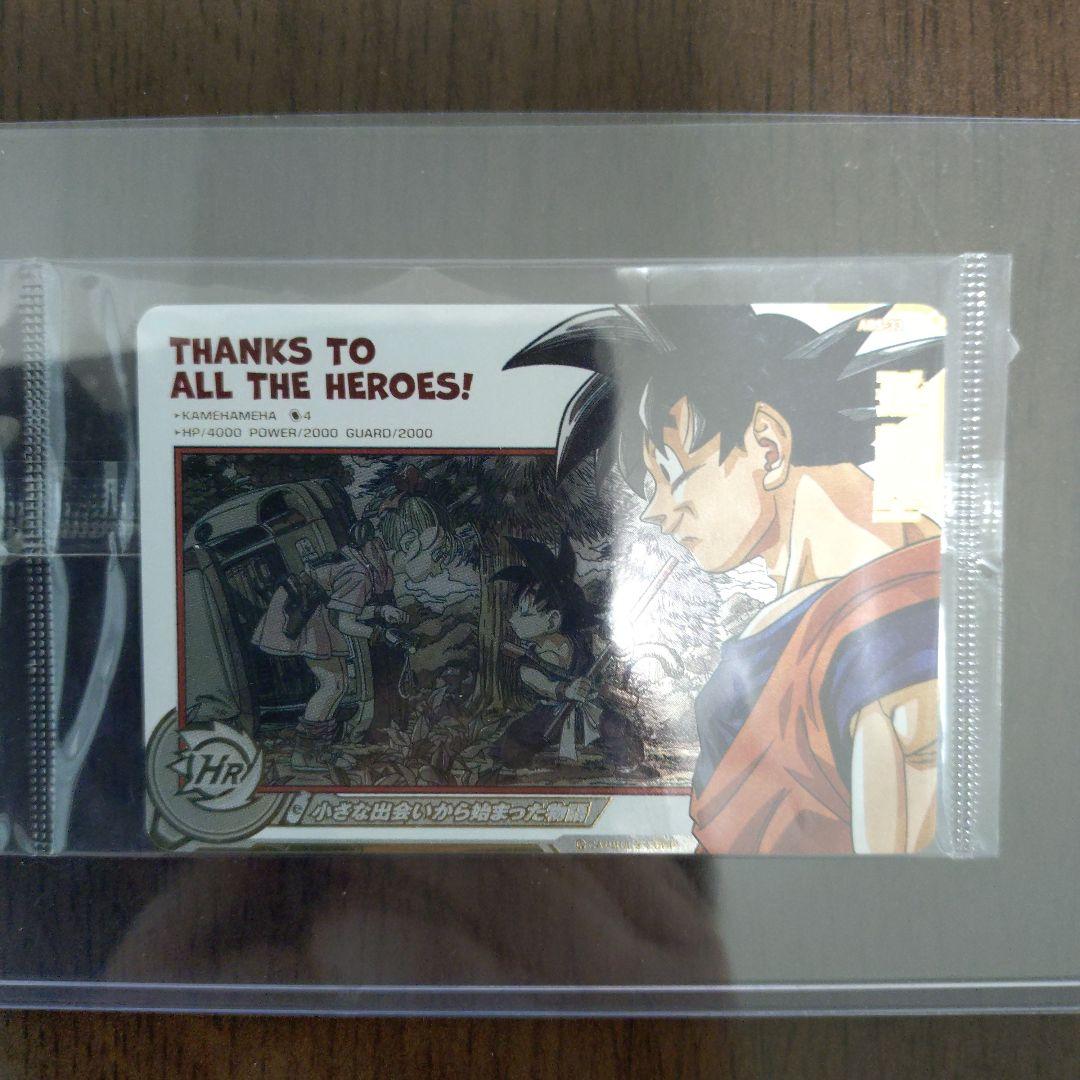 THANKS TO
ALL THE HEROES!
▸KAMEHAMEHA 4
▸HP/4000 POWER/2000 GUARD/2000
HR
小さな出会いから始まった物語